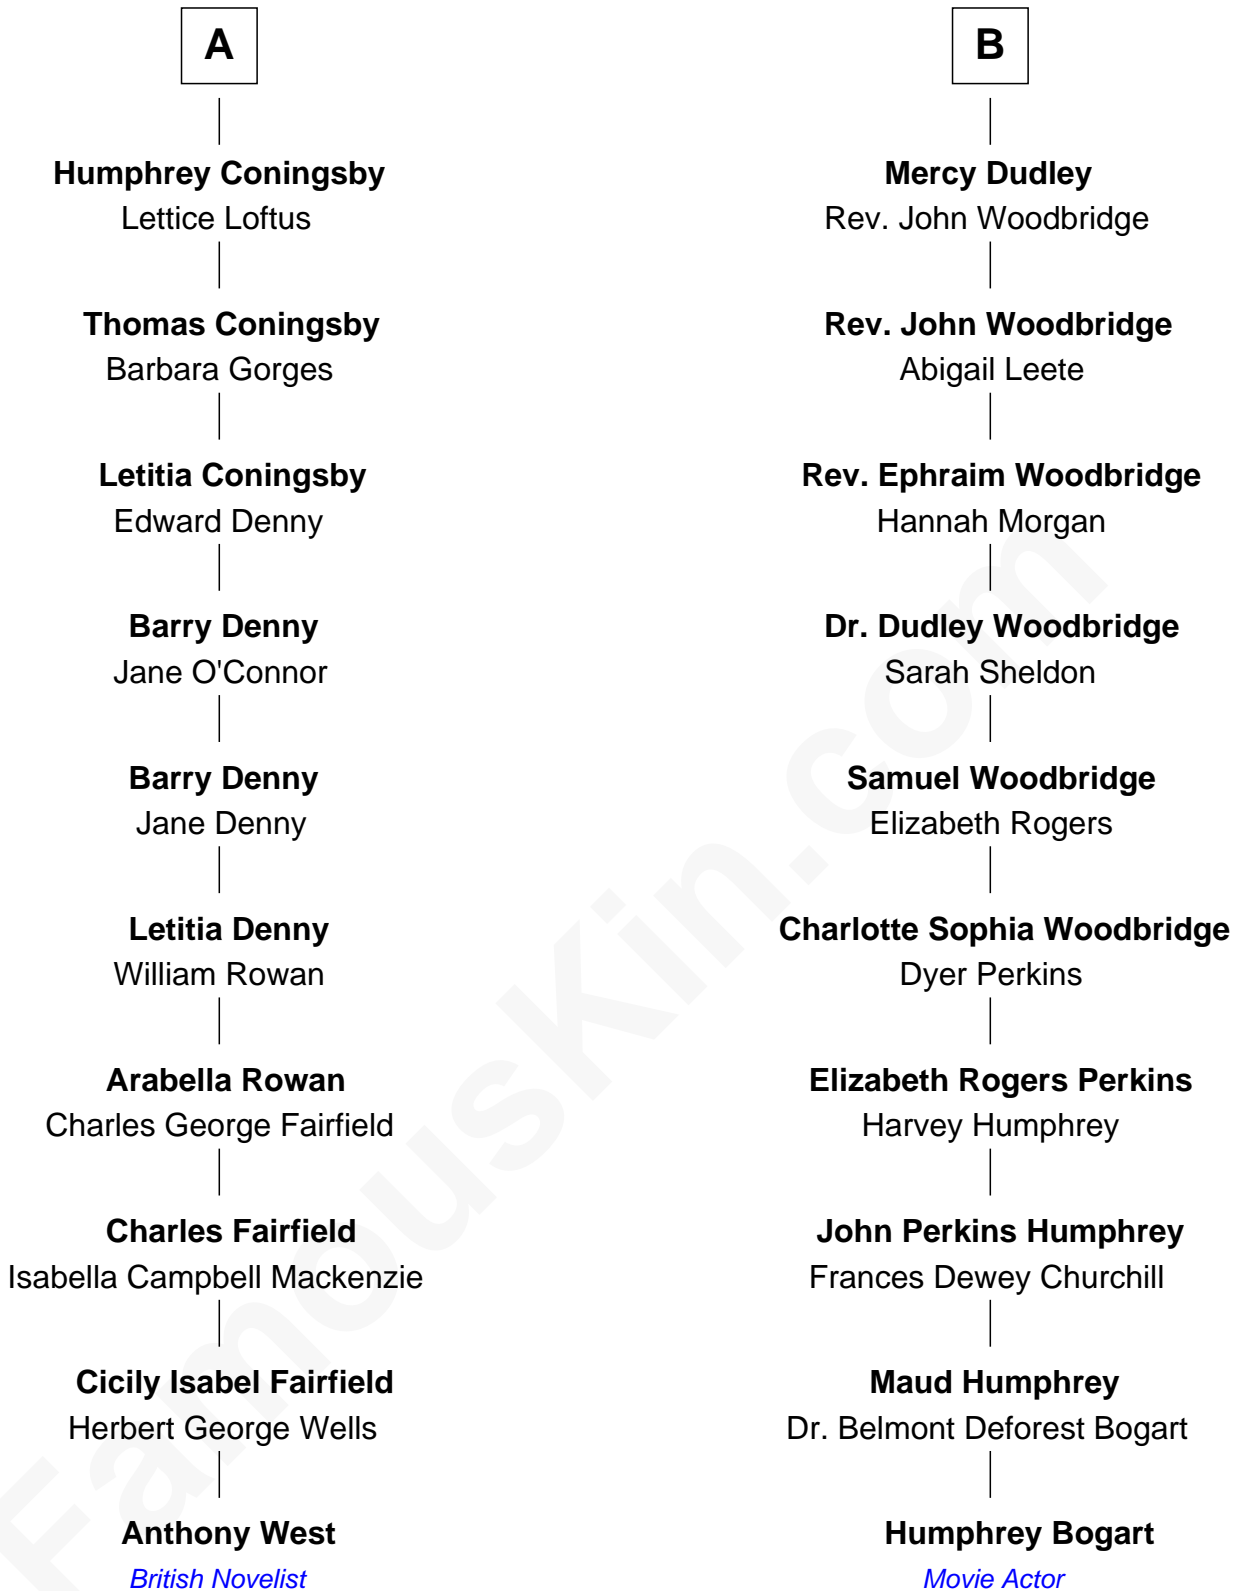 A
Humphrey Coningsby
Lettice Loftus
Thomas Coningsby
Barbara Gorges
Letitia Coningsby
Edward Denny
Barry Denny
Jane O'Connor
Barry Denny
Jane Denny
Letitia Denny
William Rowan
Arabella Rowan
Charles George Fairfield
Charles Fairfield
Isabella Campbell Mackenzie
Cicily Isabel Fairfield
Herbert George Wells
Anthony West
British Novelist
B
Mercy Dudley
Rev. John Woodbridge
Rev. John Woodbridge
Abigail Leete
Rev. Ephraim Woodbridge
Hannah Morgan
Dr. Dudley Woodbridge
Sarah Sheldon
Samuel Woodbridge
Elizabeth Rogers
Charlotte Sophia Woodbridge
Dyer Perkins
Elizabeth Rogers Perkins
Harvey Humphrey
John Perkins Humphrey
Frances Dewey Churchill
Maud Humphrey
Dr. Belmont Deforest Bogart
Humphrey Bogart
Movie Actor
FamousKin.com